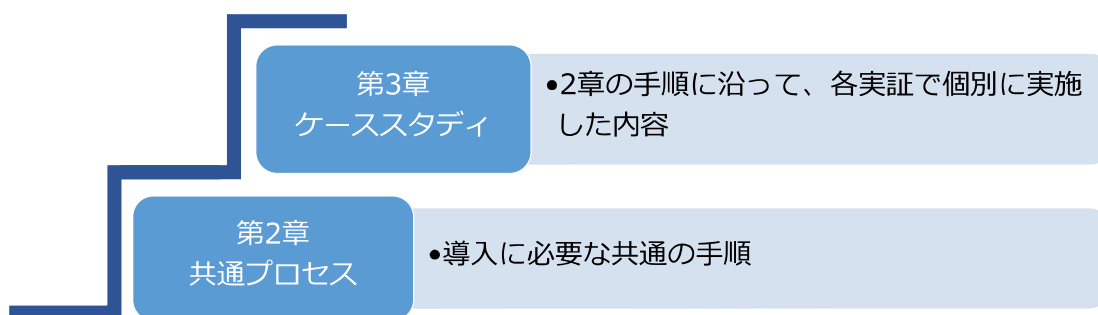 第3章
ケーススタディ
•2章の手順に沿って、各実証で個別に実施
した内容
第2章
共通プロセス
•導入に必要な共通の手順